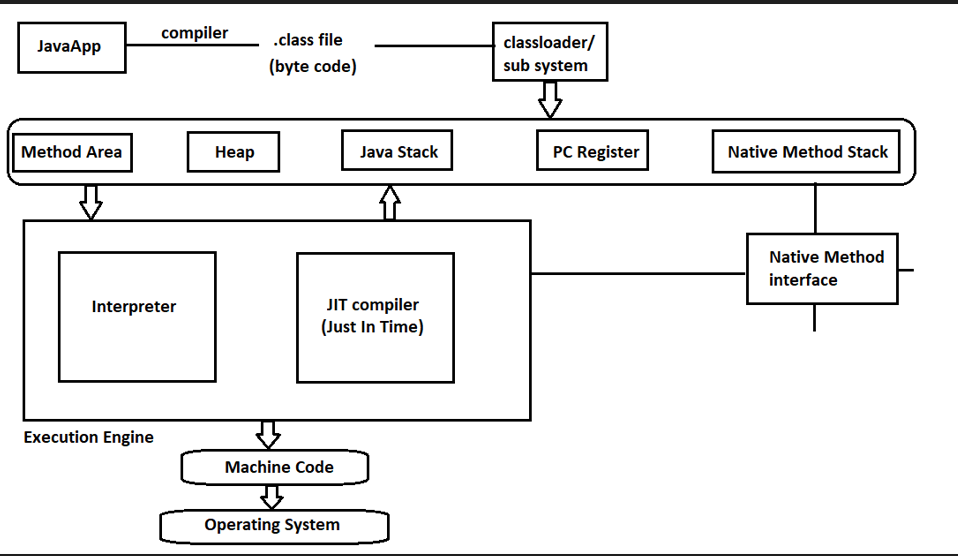 JavaApp
compiler
.class file
(byte code)
classloader/
sub system
Method Area
Heap
Java Stack
PC Register
Native Method Stack
Native Method
interface
Interpreter
JIT compiler
(Just In Time)
Execution Engine
Machine Code
Operating System